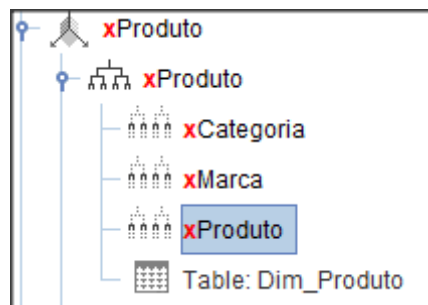 xProduto
xProduto
xCategoria
xMarca
xProduto
Table: Dim_Produto